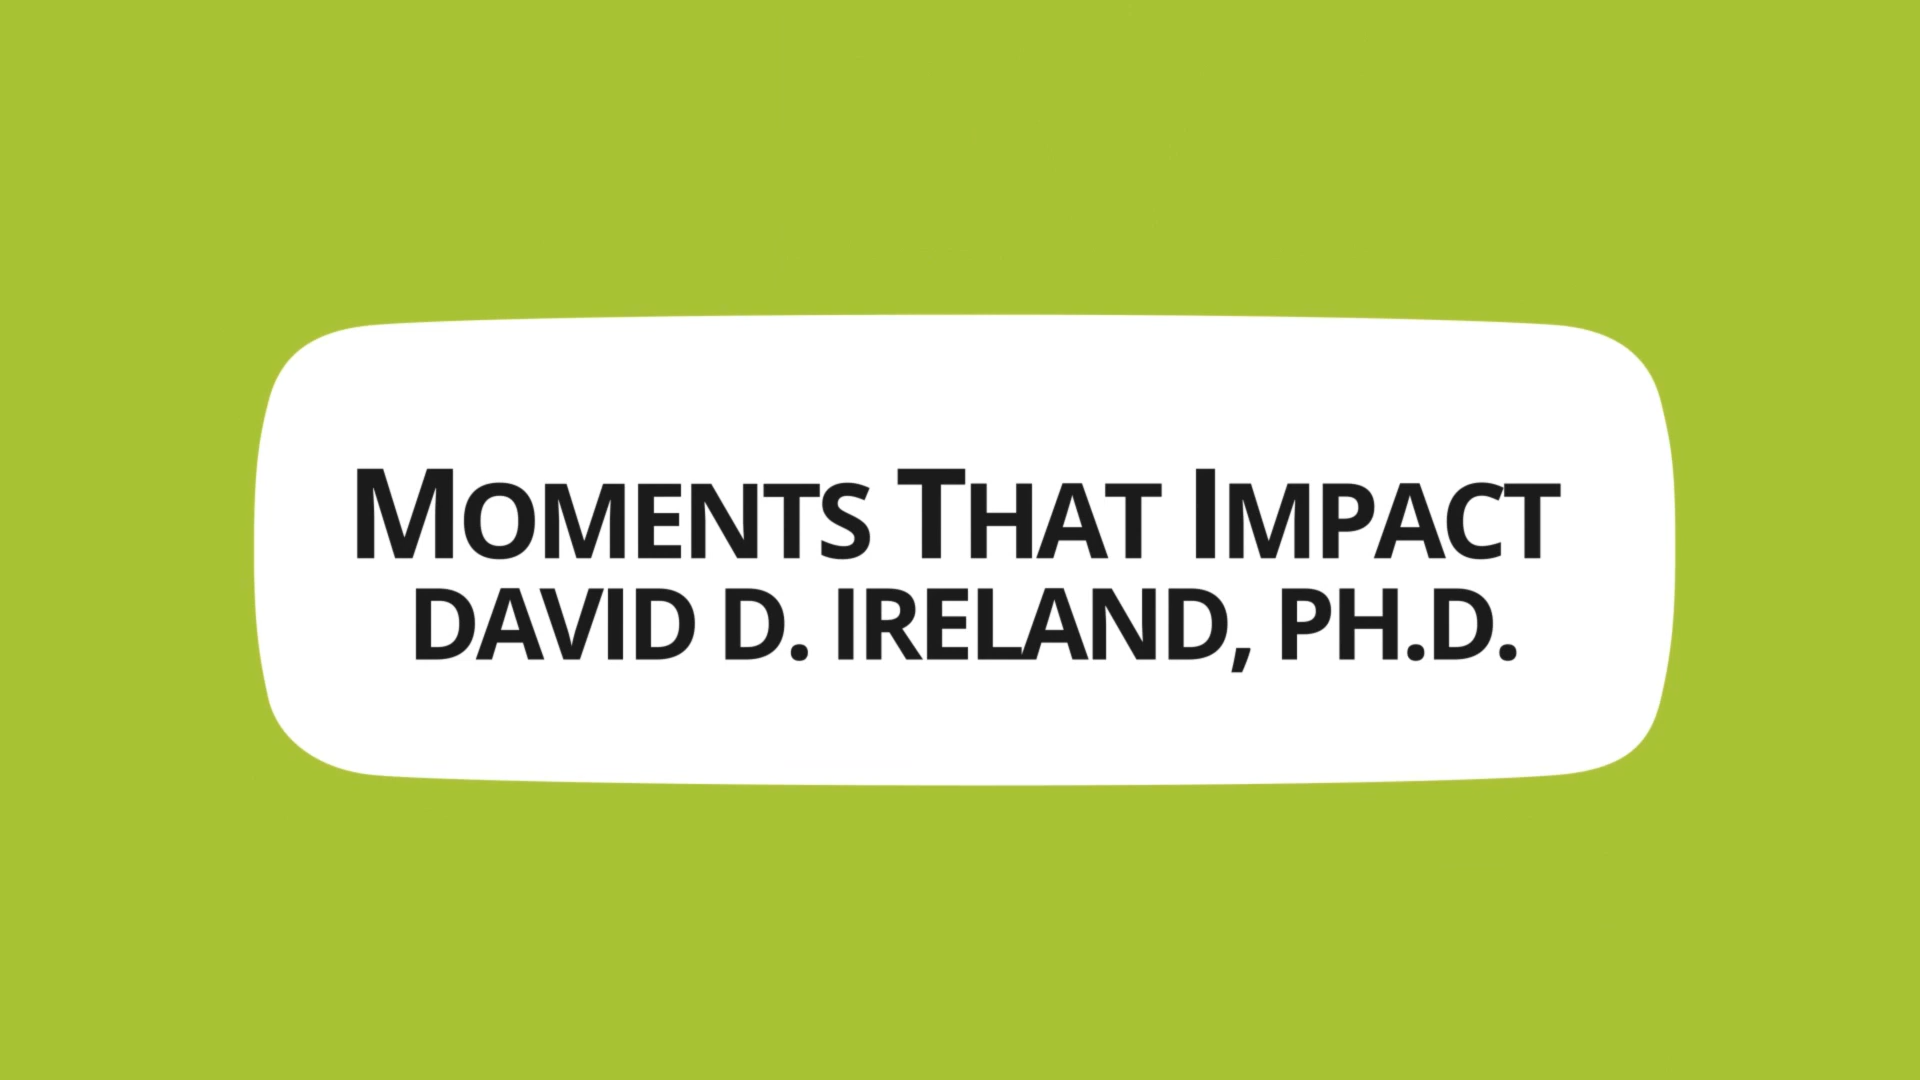 MOMENTS THAT IMPACT
DAVID D. IRELAND, PH.D.